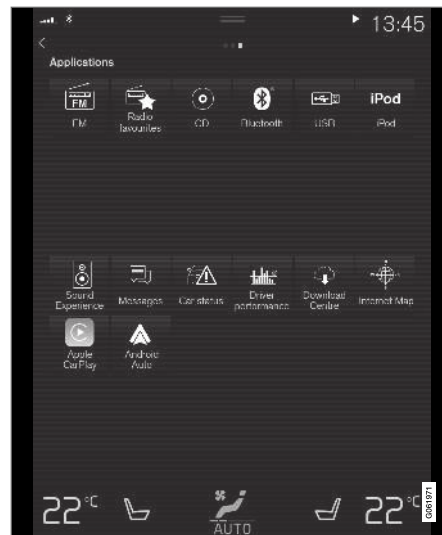 13:45
Applications
FM
FM
Radio
favourites
CD
Bluetooth
USB
iPod
iPod
Sound
Experience
Messages
Car status
Driver
performance
Download
Centre
Internet Map
Apple
CarPlay
Android
Auto
22°C
AUTO
22°C
G061971